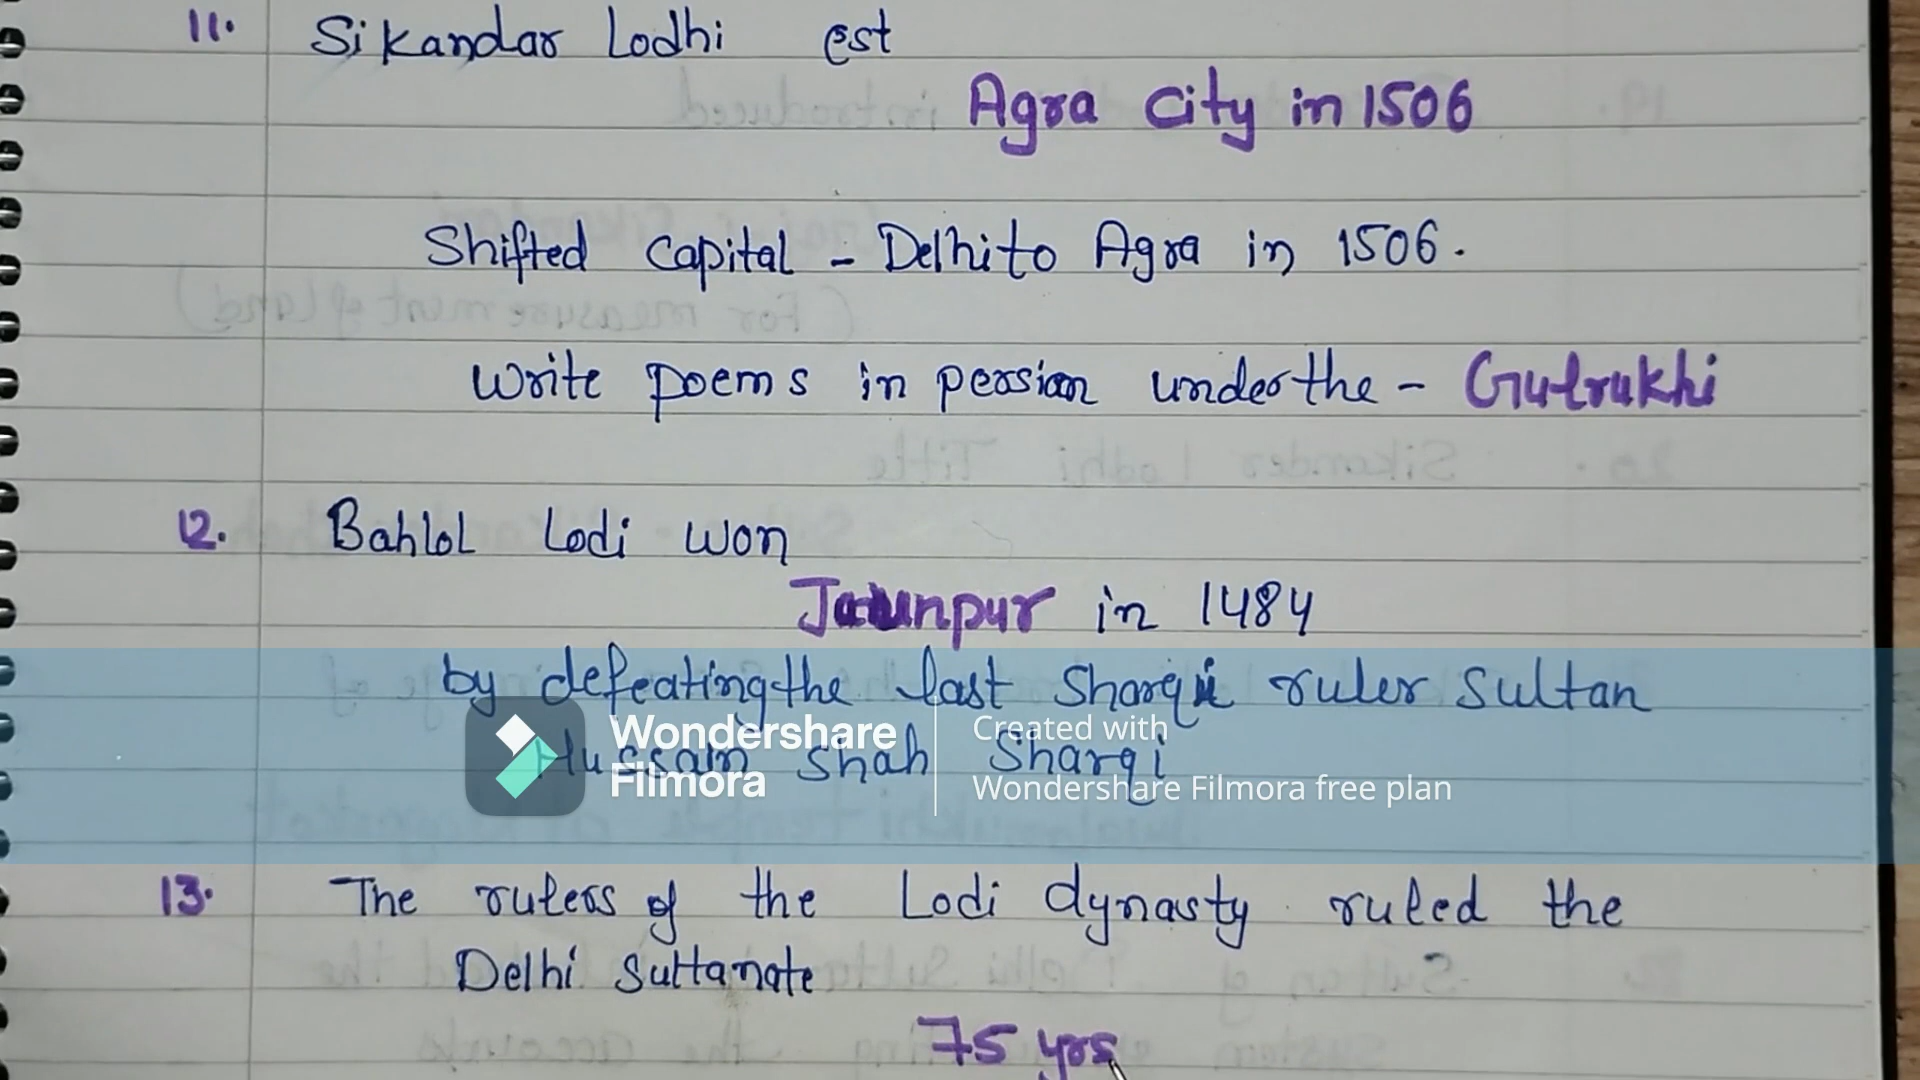 11. Sikandar Lodhi est
Agra City in 1506
Shifted capital - Delhi to Agra in 1506.
Write poems in persian under the - Gulrukhi
12. Bahlol Lodi won
Jaunpur in 1484
by defeating the last Sharqi ruler Sultan
Hussain Shah Sharqi
Wondershare Filmora
Created with
Wondershare Filmora free plan
13. The rulers of the Lodi dynasty ruled the
Delhi Sultanate
75 yrs